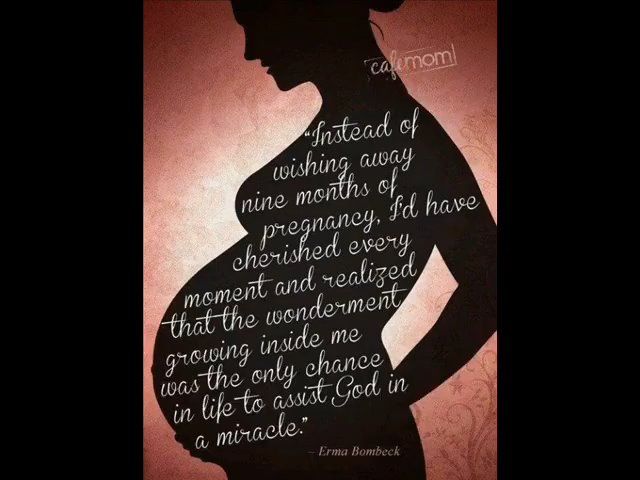 cafemom
"Instead of
wishing away
nine months of
pregnancy, I'd have
cherished every
moment and realized
that the wonderment
growing inside me
was the only chance
in life to assist God in
a miracle."
~ Erma Bombeck